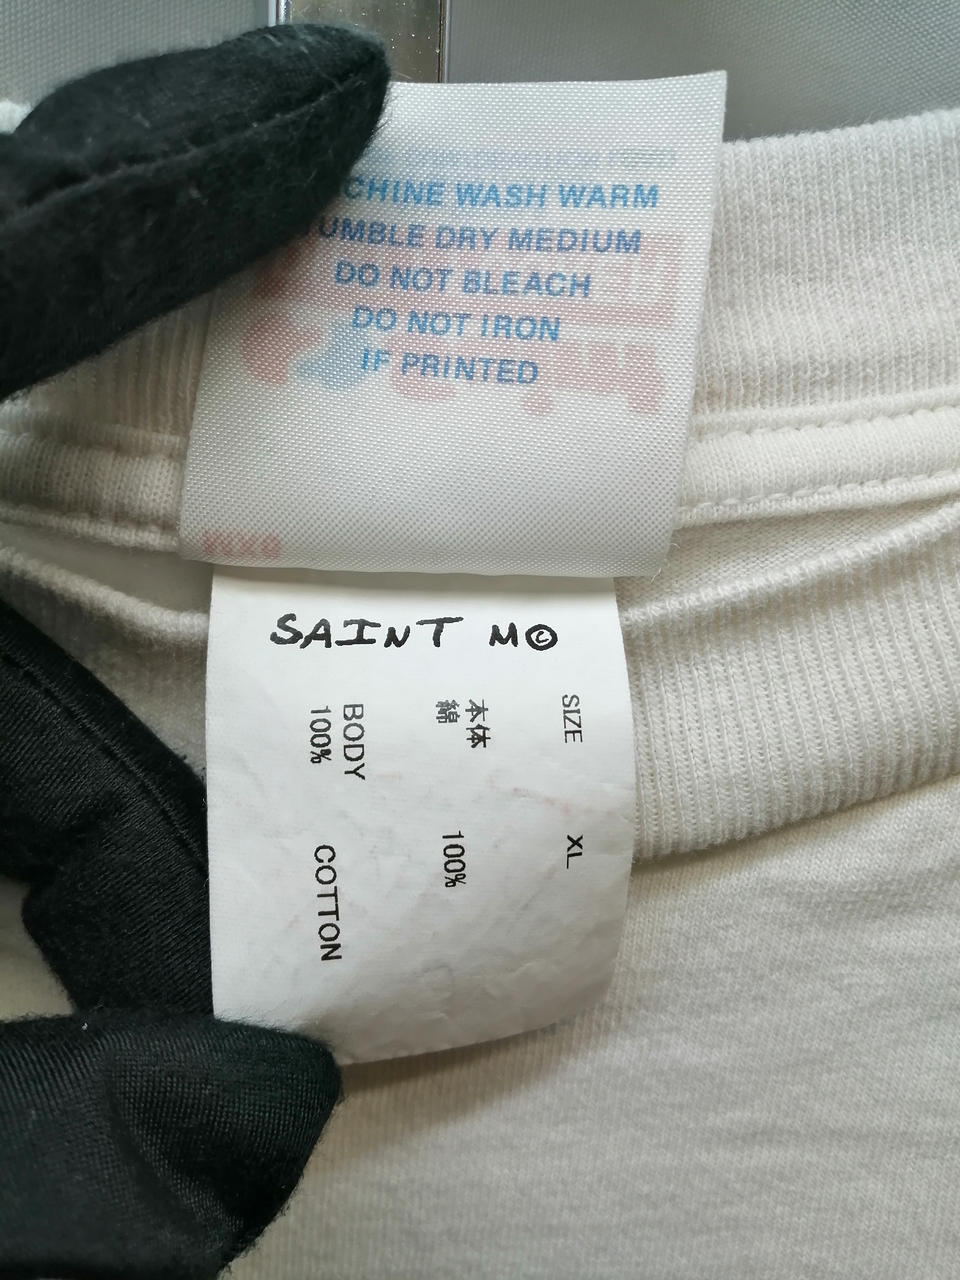 CHINE WASH WARM
UMBLE DRY MEDIUM
DO NOT BLEACH
DO NOT IRON
IF PRINTED
SAINT M©
SIZE XL
本体
綿 100%
BODY
100% COTTON